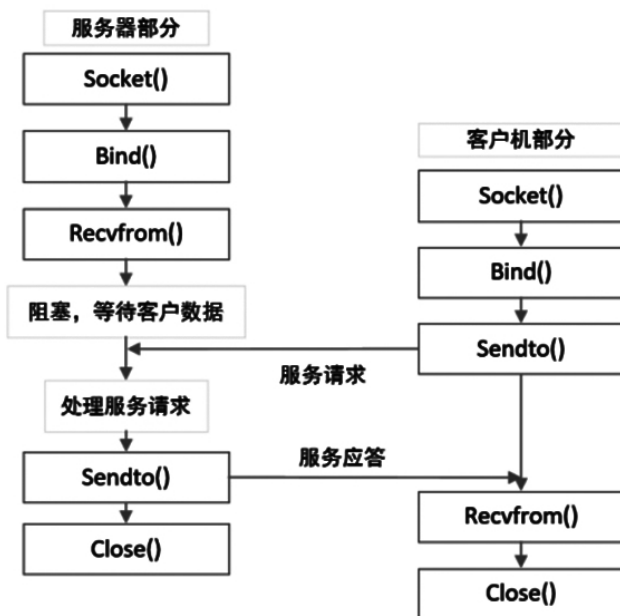 服务器部分
Socket()
Bind()
Recvfrom()
阻塞，等待客户数据
处理服务请求
Sendto()
Close()
服务请求
服务应答
客户机部分
Socket()
Bind()
Sendto()
Recvfrom()
Close()